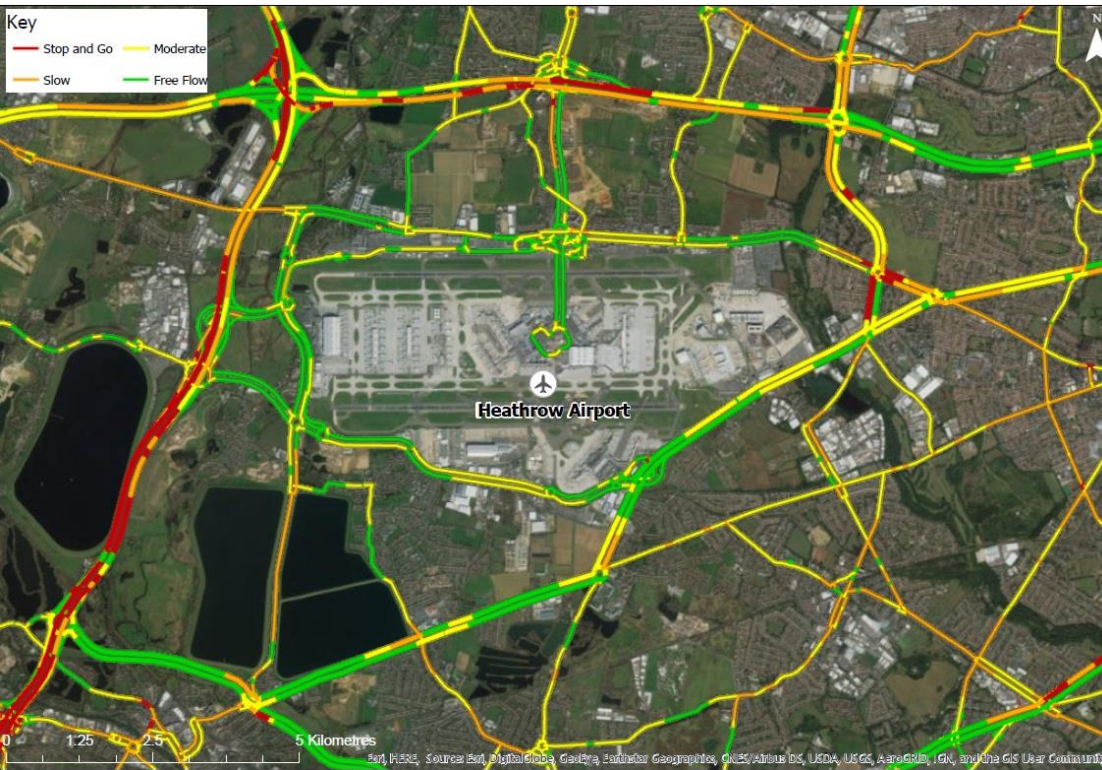 Key
Stop and Go
Moderate
Slow
Free Flow
N
Heathrow Airport
0 1.25 2.5 5 Kilometres
Esri, HERE, Source: Esri, DigitalGlobe, GeoEye, Earthstar Geographics, CNES/Airbus DS, USDA, USGS, AeroGRID, IGN, and the GIS User Communit